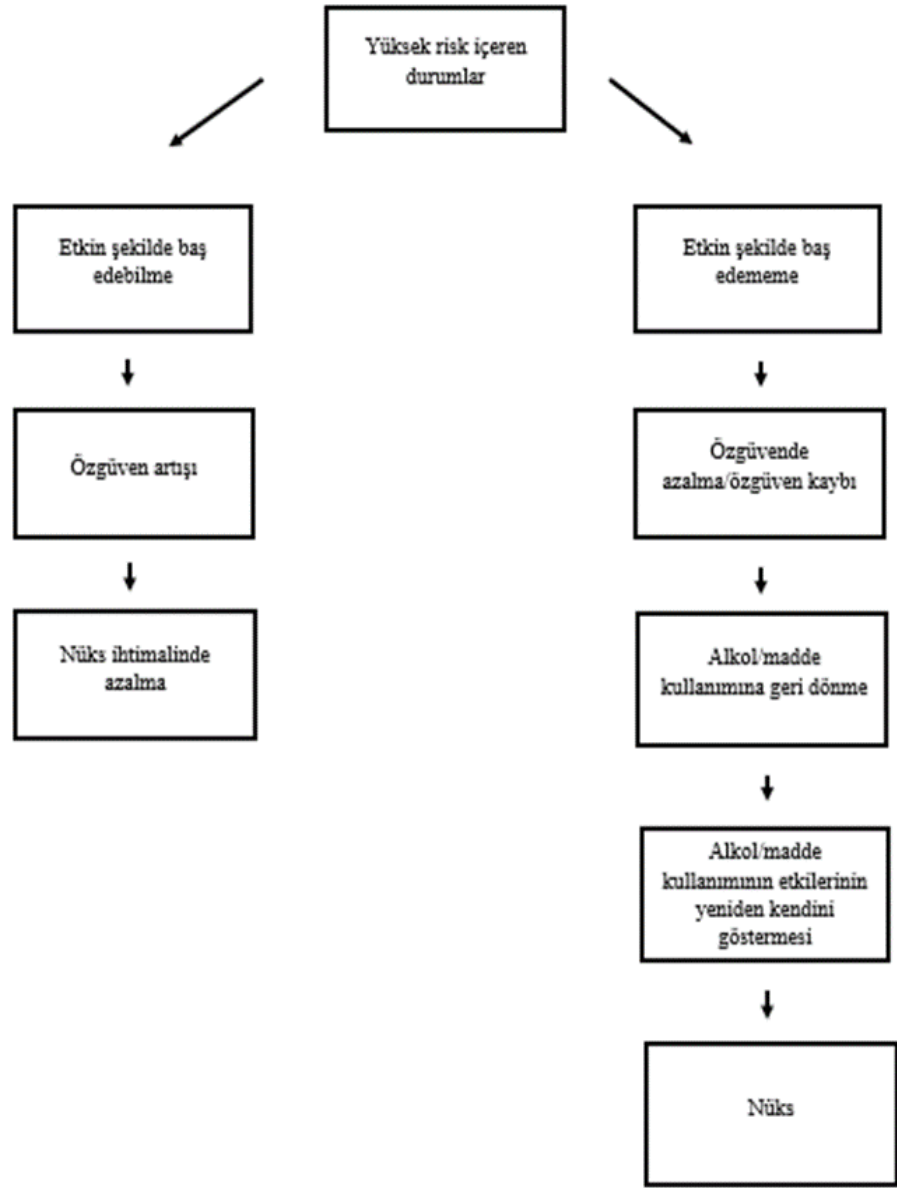 Yüksek risk içeren
durumlar
Etkin şekilde baş
edebilme
Etkin şekilde baş
edememe
Özgüven artışı
Özgüvende
azalma/özgüven kaybı
Nüks ihtimalinde
azalma
Alkol/madde
kullanımına geri dönme
Alkol/madde
kullanımının etkilerinin
yeniden kendini
göstermesi
Nüks